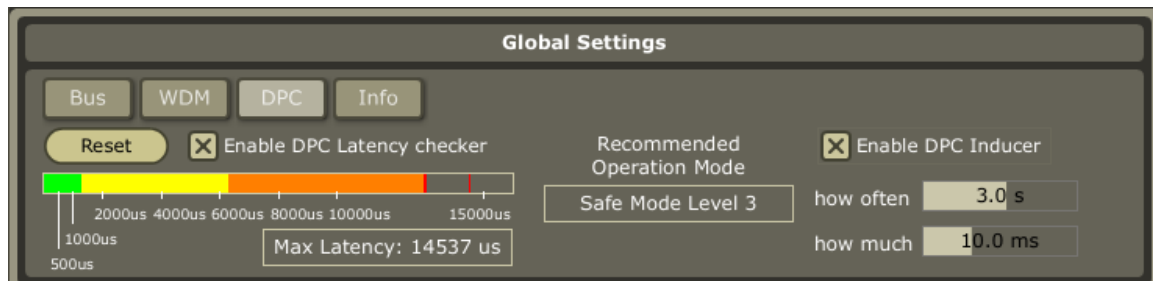 Global Settings
Bus WDM DPC Info
Reset Enable DPC Latency checker
Recommended
Operation Mode
Safe Mode Level 3
Enable DPC Inducer
how often 3.0 s
how much 10.0 ms
2000us 4000us 6000us 8000us 10000us 15000us
1000us
500us
Max Latency: 14537 us